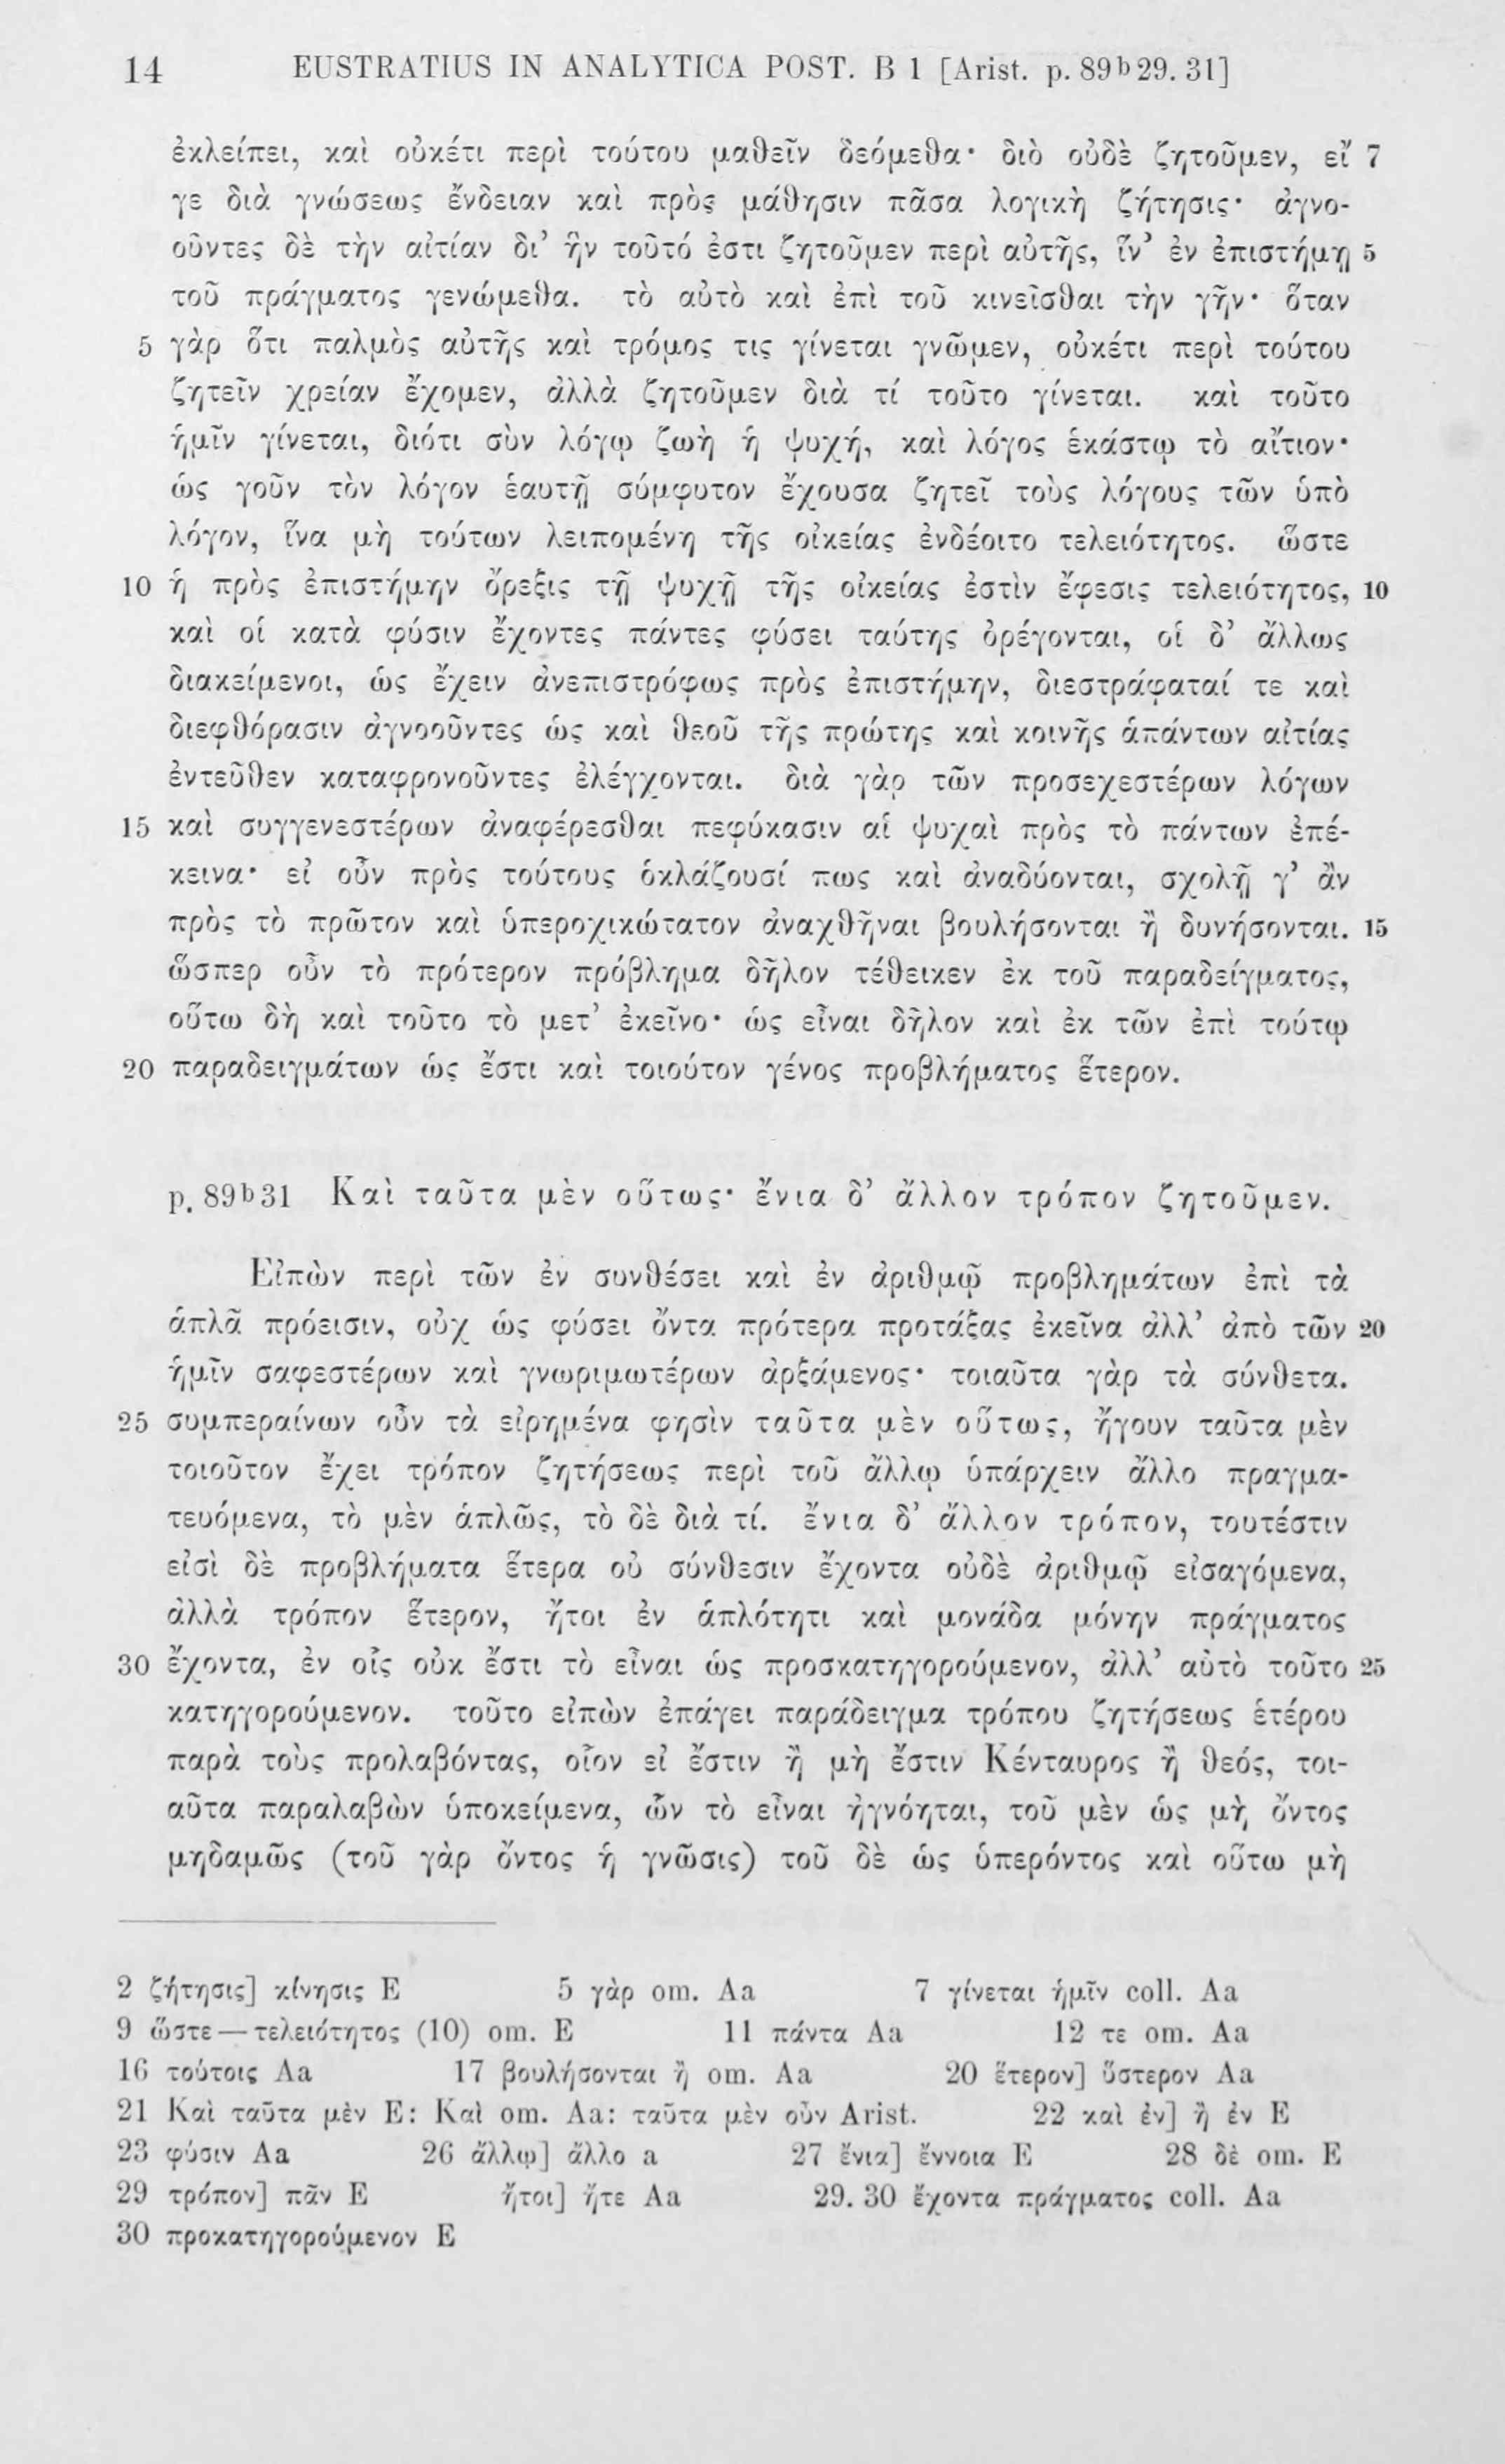 14 EUSTRATIUS IN ANALYTICA POST. B 1 [Arist. p. 89b29. 31]
ἐκλείπει, καὶ οὐκέτι περὶ τούτου μαθεῖν δεόμεθα· διὸ οὐδὲ ζητοῦμεν, εἴ 7
γε διὰ γνώσεως ἔνδειαν καὶ πρὸς μάθησιν πᾶσα λογικὴ ζήτησις· ἀγνο-
οῦντες δὲ τὴν αἰτίαν δι’ ἣν τοῦτό ἐστι ζητοῦμεν περὶ αὐτῆς, ἵν’ ἐν ἐπιστήμῃ 5
τοῦ πράγματος γενώμεθα. τὸ αὐτὸ καὶ ἐπὶ τοῦ κινεῖσθαι τὴν γῆν· ὅταν
5 γὰρ ὅτι παλμὸς αὐτῆς καὶ τρόμος τις γίνεται γνῶμεν, οὐκέτι περὶ τούτου
ζητεῖν χρείαν ἔχομεν, ἀλλὰ ζητοῦμεν διὰ τί τοῦτο γίνεται. καὶ τοῦτο
ἡμῖν γίνεται, διότι σὺν λόγῳ ζωὴ ἡ ψυχή, καὶ λόγος ἑκάστῳ τὸ αἴτιον·
ὡς γοῦν τὸν λόγον ἑαυτῇ σύμφυτον ἔχουσα ζητεῖ τοὺς λόγους τῶν ὑπὸ
λόγον, ἵνα μὴ τούτων λειπομένη τῆς οἰκείας ἐνδέοιτο τελειότητος. ὥστε
10 ἡ πρὸς ἐπιστήμην ὄρεξις τῇ ψυχῇ τῆς οἰκείας ἐστὶν ἔφεσις τελειότητος, 10
καὶ οἱ κατὰ φύσιν ἔχοντες πάντες φύσει ταύτης ὀρέγονται, οἱ δ’ ἄλλως
διακείμενοι, ὡς ἔχειν ἀνεπιστρόφως πρὸς ἐπιστήμην, διεστράφαταί τε καὶ
διεφθόρασιν ἀγνοοῦντες ὡς καὶ θεοῦ τῆς πρώτης καὶ κοινῆς ἁπάντων αἰτίας
ἐντεῦθεν καταφρονοῦντες ἐλέγχονται. διὰ γὰρ τῶν προσεχεστέρων λόγων
15 καὶ συγγενεστέρων ἀναφέρεσθαι πεφύκασιν αἱ ψυχαὶ πρὸς τὸ πάντων ἐπέ-
κεινα· εἰ οὖν πρὸς τούτους ὀκλάζουσί πως καὶ ἀναδύονται, σχολῇ γ’ ἂν
πρὸς τὸ πρῶτον καὶ ὑπεροχικώτατον ἀναχθῆναι βουλήσονται ἢ δυνήσονται. 15
ὥσπερ οὖν τὸ πρότερον πρόβλημα δῆλον τέθεικεν ἐκ τοῦ παραδείγματος,
οὕτω δὴ καὶ τοῦτο τὸ μετ’ ἐκεῖνο· ὡς εἶναι δῆλον καὶ ἐκ τῶν ἐπὶ τούτῳ
20 παραδειγμάτων ὡς ἔστι καὶ τοιούτον γένος προβλήματος ἕτερον.
p. 89b31 Καὶ ταῦτα μὲν οὕτως· ἔνια δ’ ἄλλον τρόπον ζητοῦμεν.
Εἰπὼν περὶ τῶν ἐν συνθέσει καὶ ἐν ἀριθμῷ προβλημάτων ἐπὶ τὰ
ἁπλᾶ πρόεισιν, οὐχ ὡς φύσει ὄντα πρότερα προτάξας ἐκεῖνα ἀλλ’ ἀπὸ τῶν 20
ἡμῖν σαφεστέρων καὶ γνωριμωτέρων ἀρξάμενος· τοιαῦτα γὰρ τὰ σύνθετα.
25 συμπεραίνων οὖν τὰ εἰρημένα φησὶν ταῦτα μὲν οὕτως, ἤγουν ταῦτα μὲν
τοιοῦτον ἔχει τρόπον ζητήσεως περὶ τοῦ ἄλλῳ ὑπάρχειν ἄλλο πραγμα-
τευόμενα, τὸ μὲν ἁπλῶς, τὸ δὲ διὰ τί. ἔνια δ’ ἄλλον τρόπον, τουτέστιν
εἰσὶ δὲ προβλήματα ἕτερα οὐ σύνθεσιν ἔχοντα οὐδὲ ἀριθμῷ εἰσαγόμενα,
ἀλλὰ τρόπον ἕτερον, ἤτοι ἐν ἁπλότητι καὶ μονάδα μόνην πράγματος
30 ἔχοντα, ἐν οἷς οὐκ ἔστι τὸ εἶναι ὡς προσκατηγορούμενον, ἀλλ’ αὐτὸ τοῦτο 25
κατηγορούμενον. τοῦτο εἰπὼν ἐπάγει παράδειγμα τρόπου ζητήσεως ἑτέρου
παρὰ τοὺς προλαβόντας, οἷον εἰ ἔστιν ἢ μὴ ἔστιν Κένταυρος ἢ θεός, τοι-
αῦτα παραλαβὼν ὑποκείμενα, ὧν τὸ εἶναι ἠγνόηται, τοῦ μὲν ὡς μὴ ὄντος
μηδαμῶς (τοῦ γὰρ ὄντος ἡ γνῶσις) τοῦ δὲ ὡς ὑπερόντος καὶ οὕτω μὴ
2 ζήτησις] κίνησις E 5 γὰρ om. Aa 7 γίνεται ἡμῖν coll. Aa
9 ὥστε — τελειότητος (10) om. E 11 πάντα Aa 12 τε om. Aa
16 τούτοις Aa 17 βουλήσονται ἢ om. Aa 20 ἕτερον] ὕστερον Aa
21 Καὶ ταῦτα μὲν E: Καὶ om. Aa: ταῦτα μὲν οὖν Arist. 22 καὶ ἐν] ἢ ἐν E
23 φύσιν Aa 26 ἄλλῳ] ἄλλο a 27 ἔνια] ἔννοια E 28 δὲ om. E
29 τρόπον] πᾶν E ἤτοι] ἤτε Aa 29. 30 ἔχοντα πράγματος coll. Aa
30 προκατηγορούμενον E